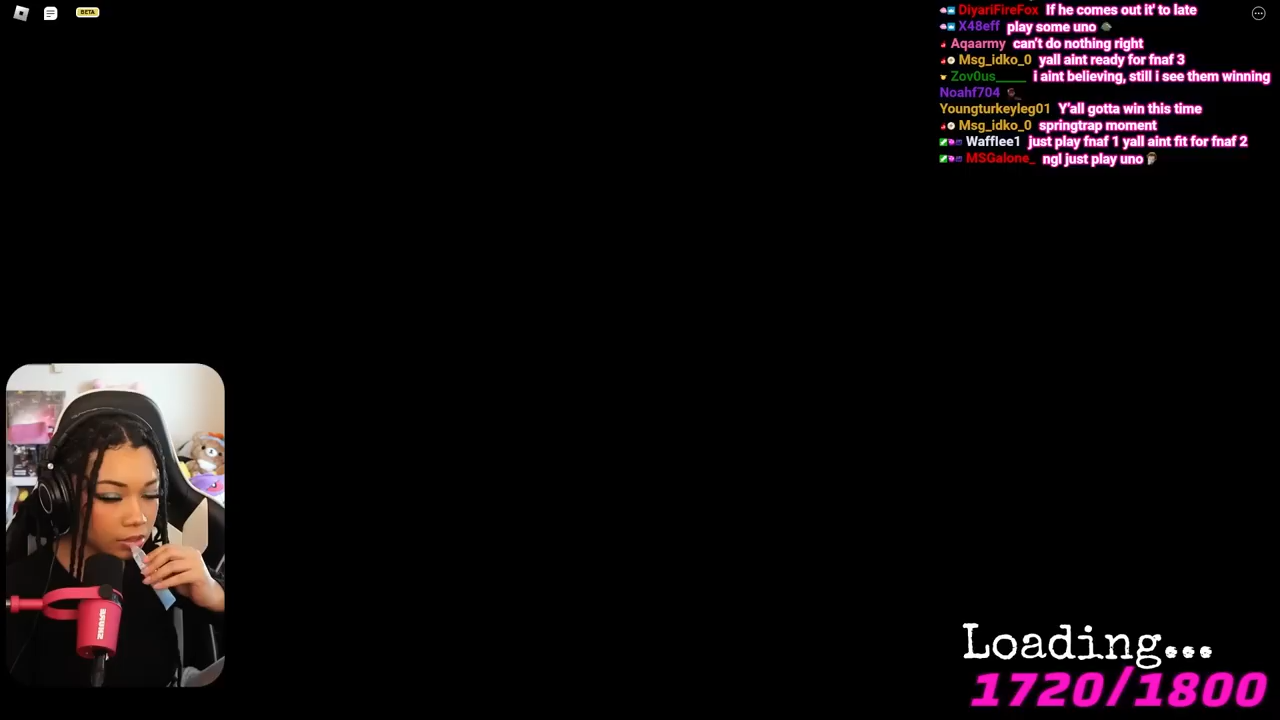 BETA
DiyariFireFox If he comes out it' to late
X48eff play some uno
Aqaarmy can't do nothing right
Msg_idko_0 yall aint ready for fnaf 3
Zov0us_____ i aint believing, still i see them winning
Noahf704
Youngturkeyleg01 Y'all gotta win this time
Msg_idko_0 springtrap moment
Wafflee1 just play fnaf 1 yall aint fit for fnaf 2
MSGalone_ ngl just play uno
Loading...
1720/1800